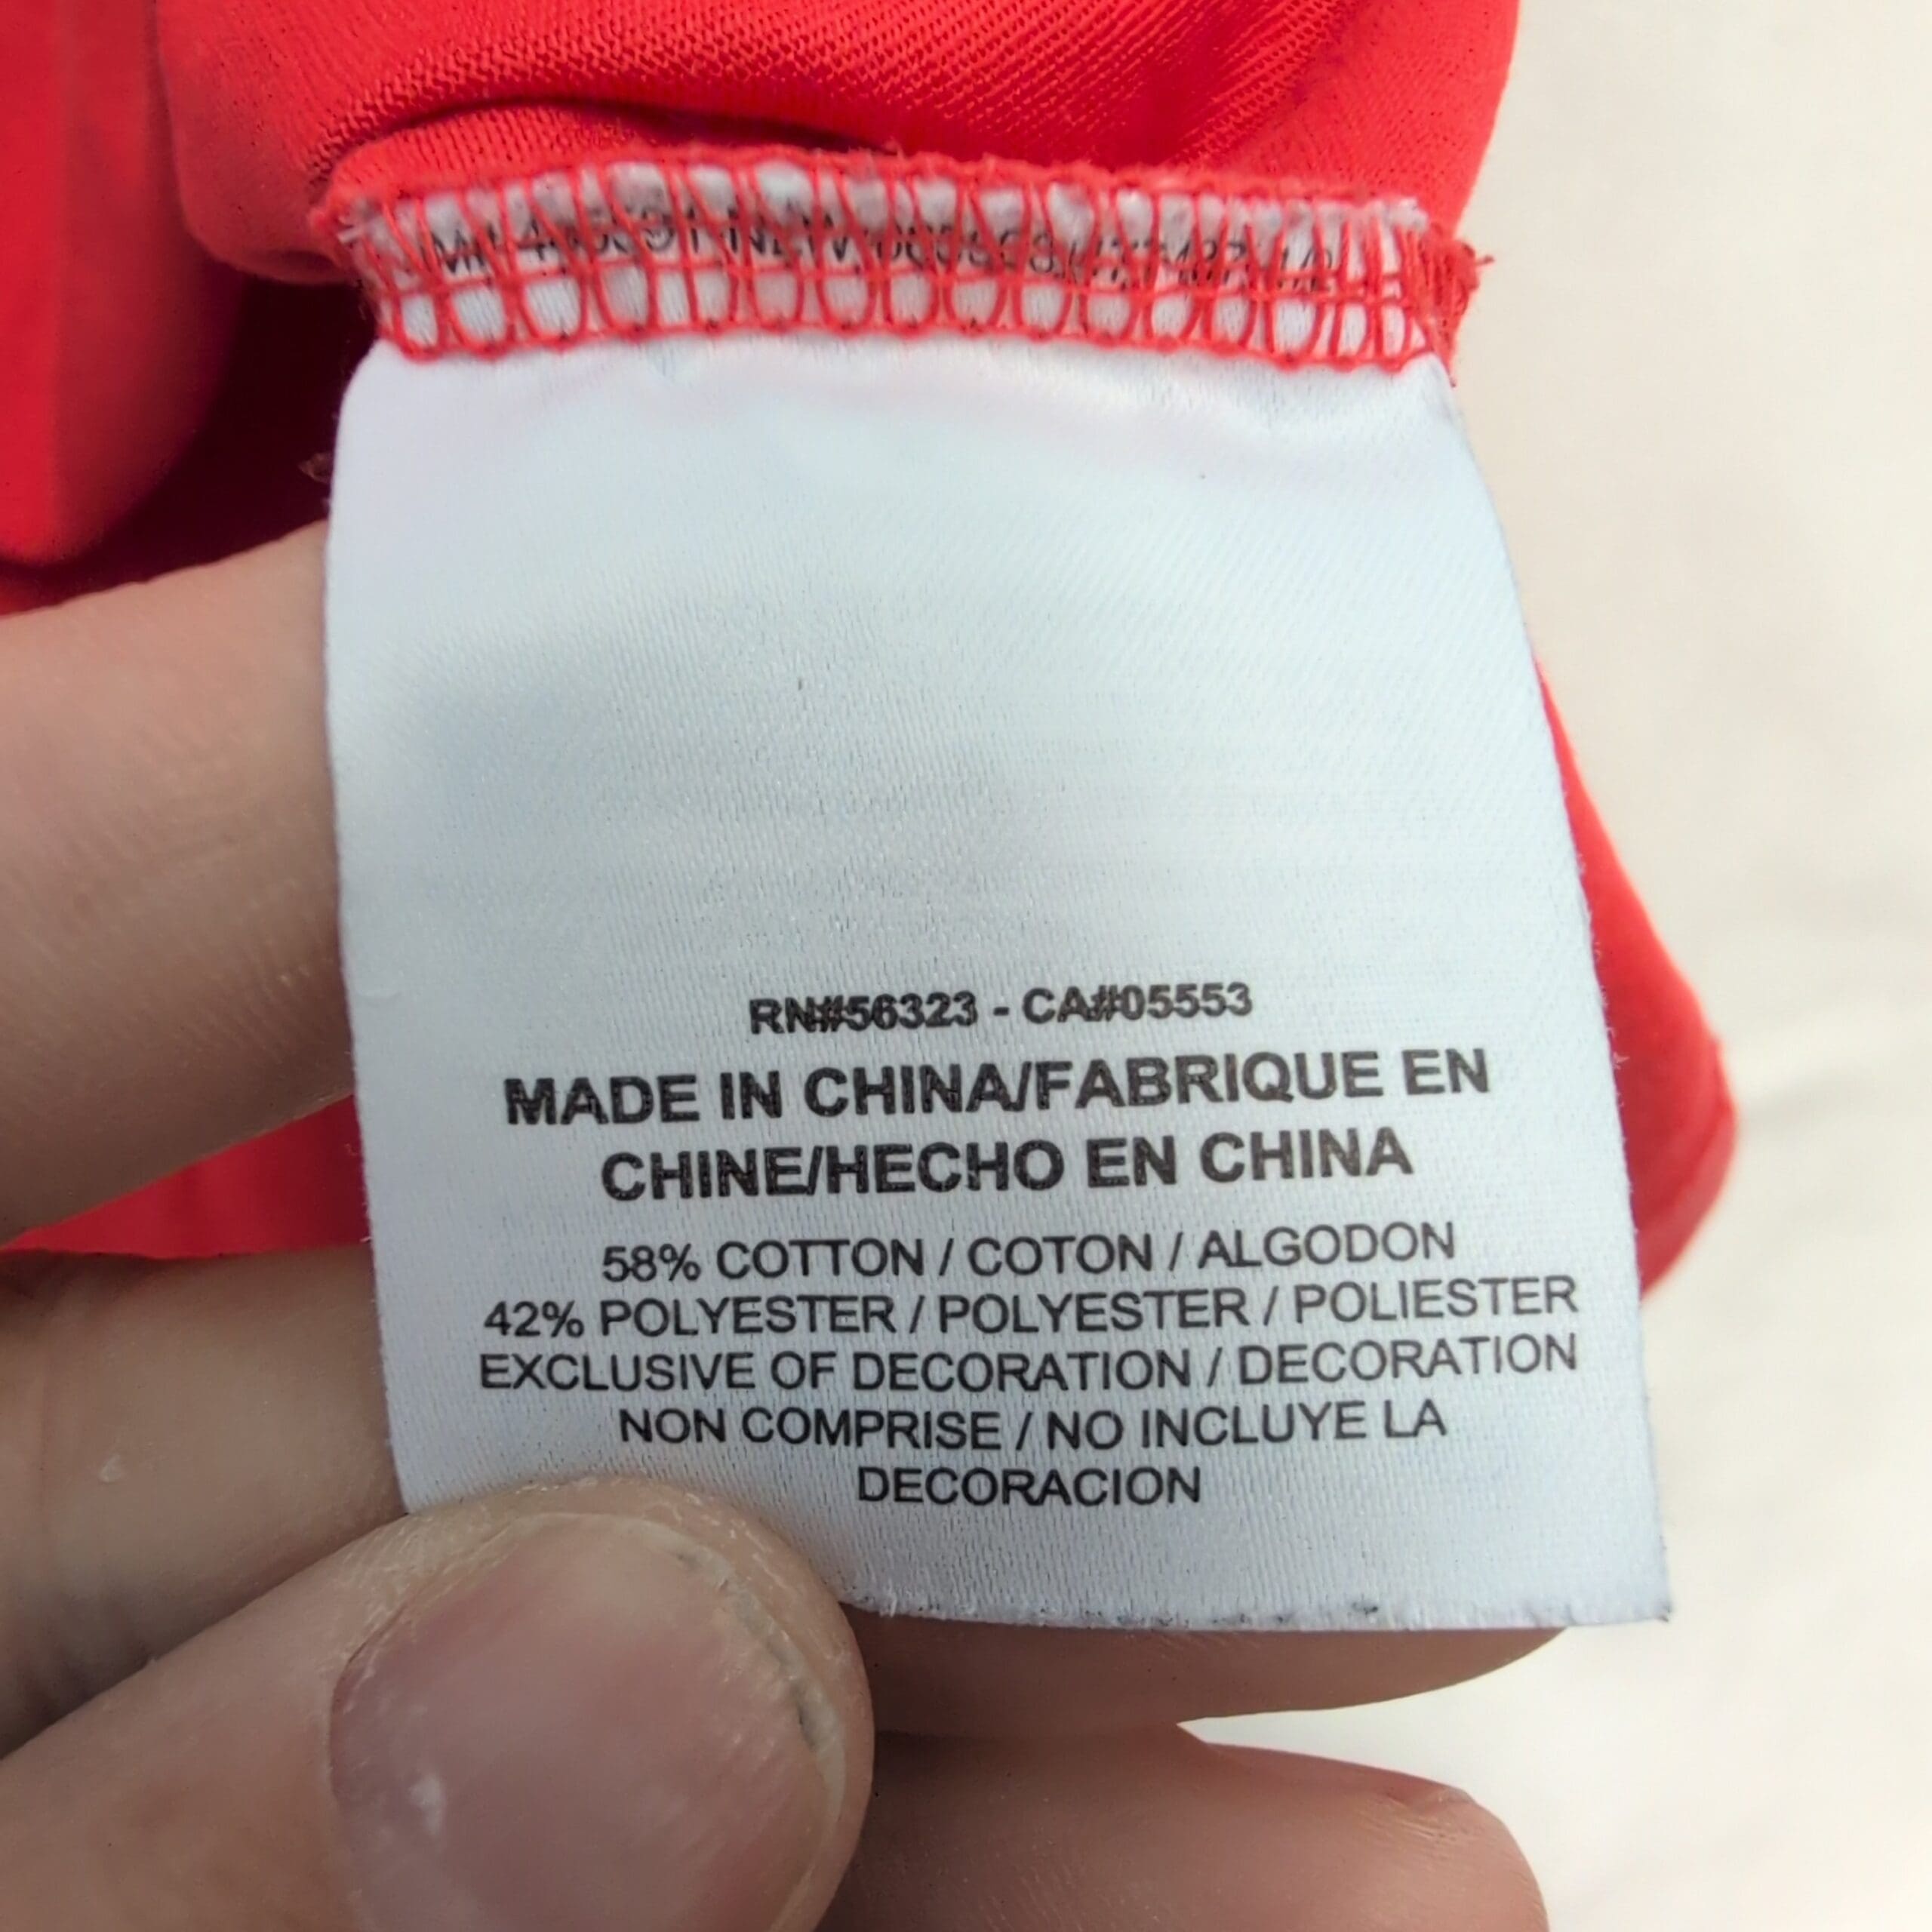 RN#56323 - CA#05553
MADE IN CHINA/FABRIQUE EN
CHINE/HECHO EN CHINA
58% COTTON / COTON / ALGODON
42% POLYESTER / POLYESTER / POLIESTER
EXCLUSIVE OF DECORATION / DECORATION
NON COMPRISE / NO INCLUYE LA
DECORACION